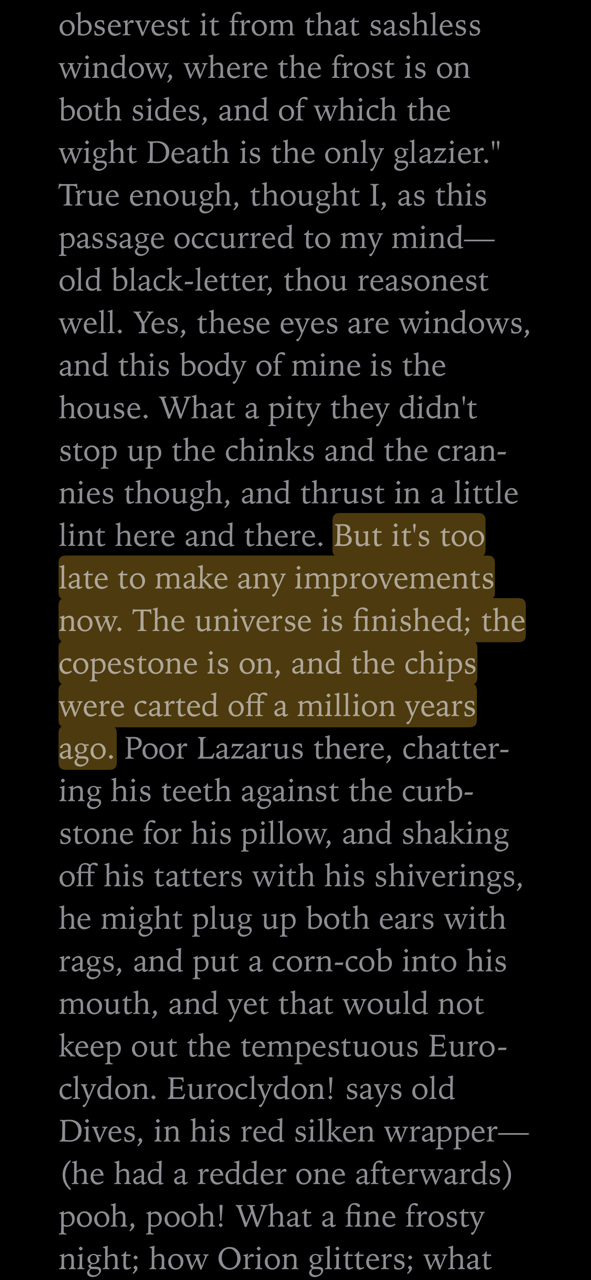 observest it from that sashless
window, where the frost is on
both sides, and of which the
wight Death is the only glazier."
True enough, thought I, as this
passage occurred to my mind—
old black-letter, thou reasonest
well. Yes, these eyes are windows,
and this body of mine is the
house. What a pity they didn't
stop up the chinks and the cran-
nies though, and thrust in a little
lint here and there. But it's too
late to make any improvements
now. The universe is finished; the
copestone is on, and the chips
were carted off a million years
ago. Poor Lazarus there, chatter-
ing his teeth against the curb-
stone for his pillow, and shaking
off his tatters with his shiverings,
he might plug up both ears with
rags, and put a corn-cob into his
mouth, and yet that would not
keep out the tempestuous Euro-
clydon. Euroclydon! says old
Dives, in his red silken wrapper—
(he had a redder one afterwards)
pooh, pooh! What a fine frosty
night; how Orion glitters; what